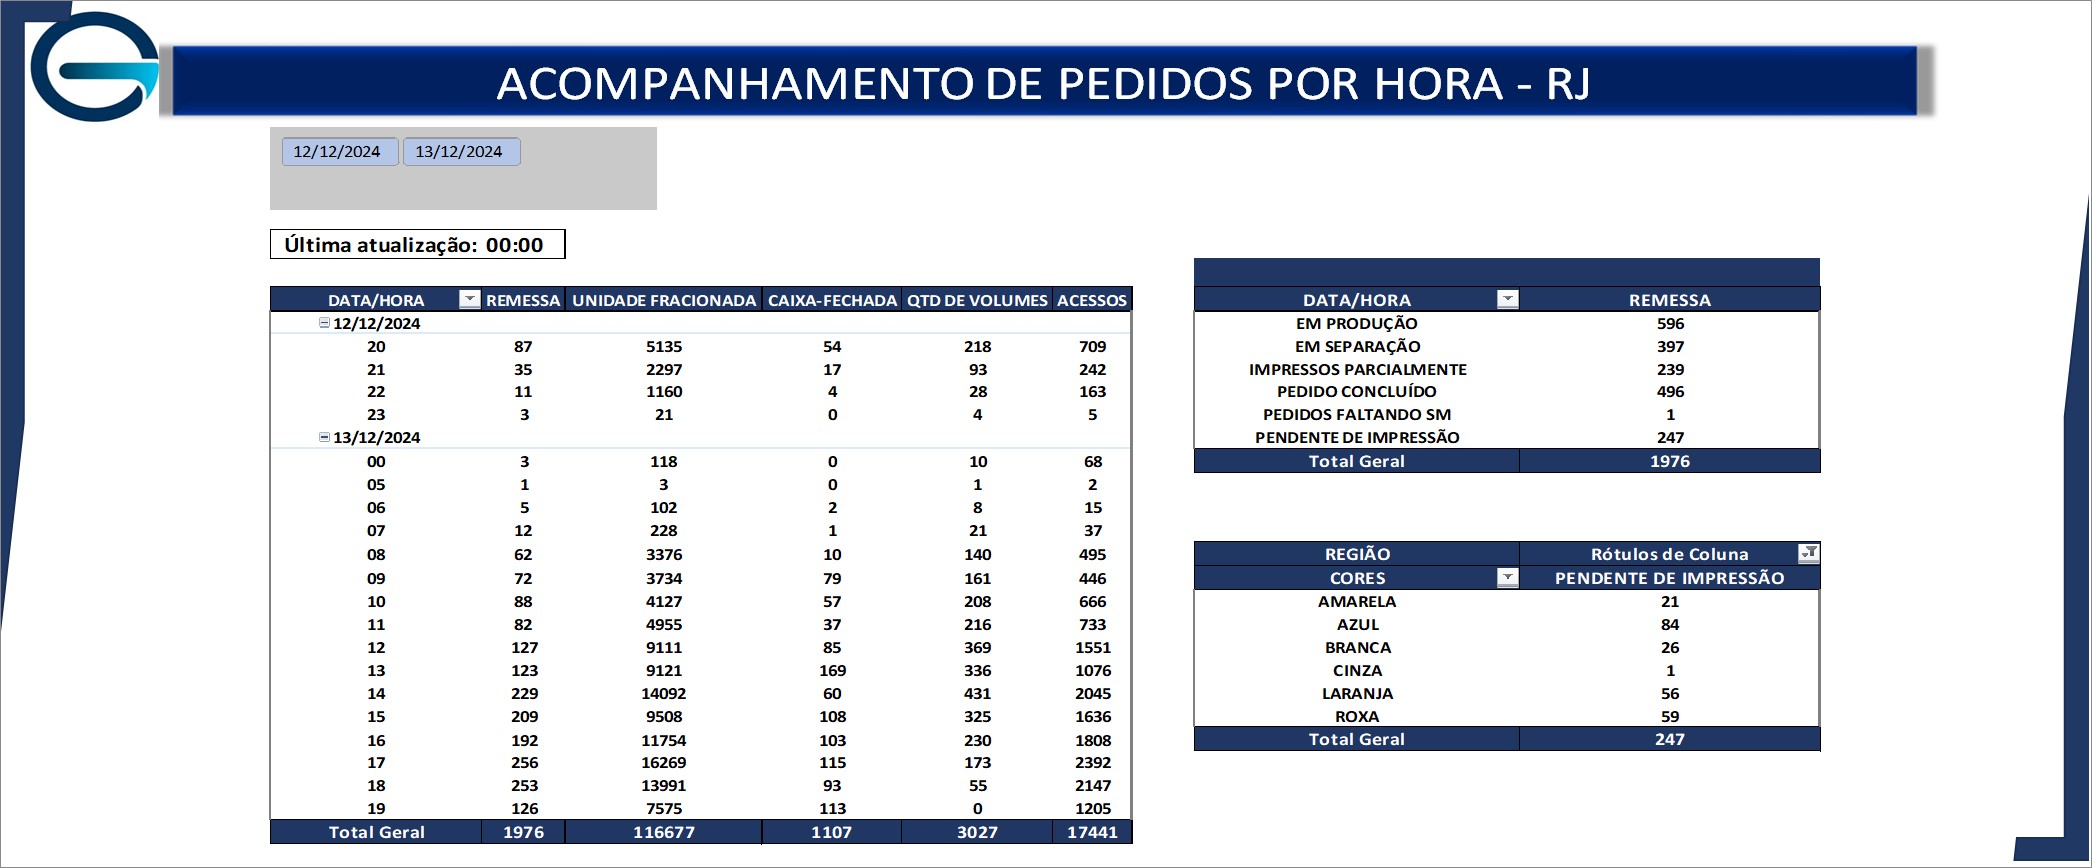 ACOMPANHAMENTO DE PEDIDOS POR HORA - RJ
12/12/2024 13/12/2024
Última atualização: 00:00
DATA/HORA REMESSA UNIDADE FRACIONADA CAIXA-FECHADA QTD DE VOLUMES ACESSOS
12/12/2024
20 87 5135 54 218 709
21 35 2297 17 93 242
22 11 1160 4 28 163
23 3 21 0 4 5
13/12/2024
00 3 118 0 10 68
05 1 3 0 1 2
06 5 102 2 8 15
07 12 228 1 21 37
08 62 3376 10 140 495
09 72 3734 79 161 446
10 88 4127 57 208 666
11 82 4955 37 216 733
12 127 9111 85 369 1551
13 123 9121 169 336 1076
14 229 14092 60 431 2045
15 209 9508 108 325 1636
16 192 11754 103 230 1808
17 256 16269 115 173 2392
18 253 13991 93 55 2147
19 126 7575 113 0 1205
Total Geral 1976 116677 1107 3027 17441
DATA/HORA REMESSA
EM PRODUÇÃO 596
EM SEPARAÇÃO 397
IMPRESSOS PARCIALMENTE 239
PEDIDO CONCLUÍDO 496
PEDIDOS FALTANDO SM 1
PENDENTE DE IMPRESSÃO 247
Total Geral 1976
REGIÃO Rótulos de Coluna
CORES PENDENTE DE IMPRESSÃO
AMARELA 21
AZUL 84
BRANCA 26
CINZA 1
LARANJA 56
ROXA 59
Total Geral 247